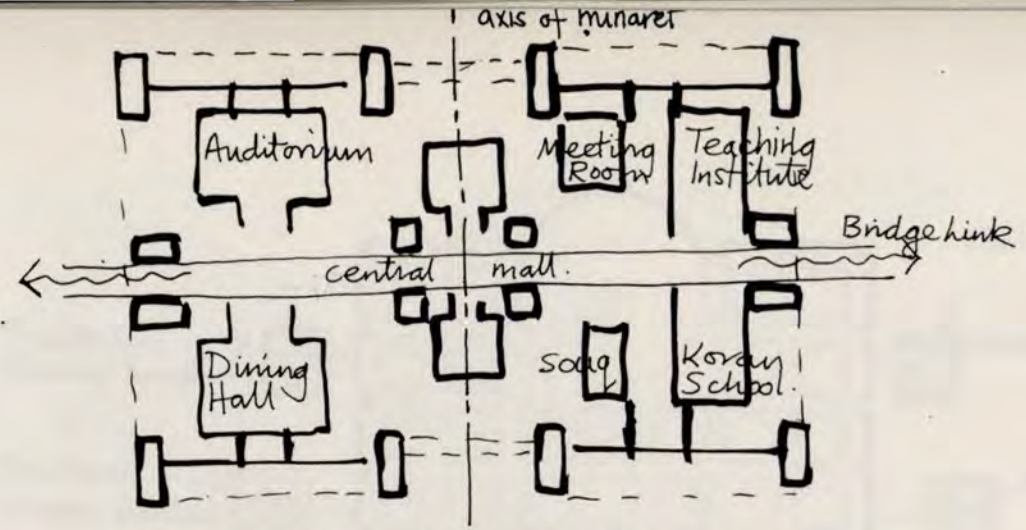 axis of minaret
Auditorium
Meeting
Room
Teaching
Institute
Bridge Link
central mall.
Dining
Hall
Souq
Koran
School.